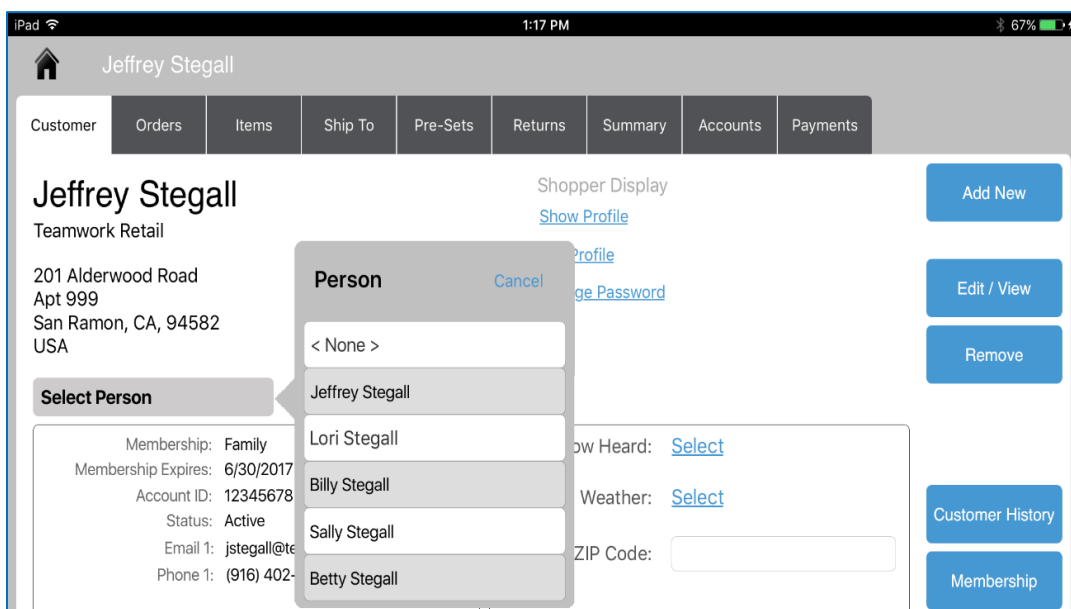 iPad 1:17 PM 67%
Jeffrey Stegall
Customer Orders Items Ship To Pre-Sets Returns Summary Accounts Payments
Jeffrey Stegall
Teamwork Retail
201 Alderwood Road
Apt 999
San Ramon, CA, 94582
USA
Select Person
Shopper Display
Show Profile
Profile
ge Password
Add New
Edit / View
Remove
Person Cancel
< None >
Jeffrey Stegall
Lori Stegall
Billy Stegall
Sally Stegall
Betty Stegall
Membership: Family
Membership Expires: 6/30/2017
Account ID: 12345678
Status: Active
Email 1: jstegall@te
Phone 1: (916) 402-
ow Heard: Select
Weather: Select
ZIP Code:
Customer History
Membership